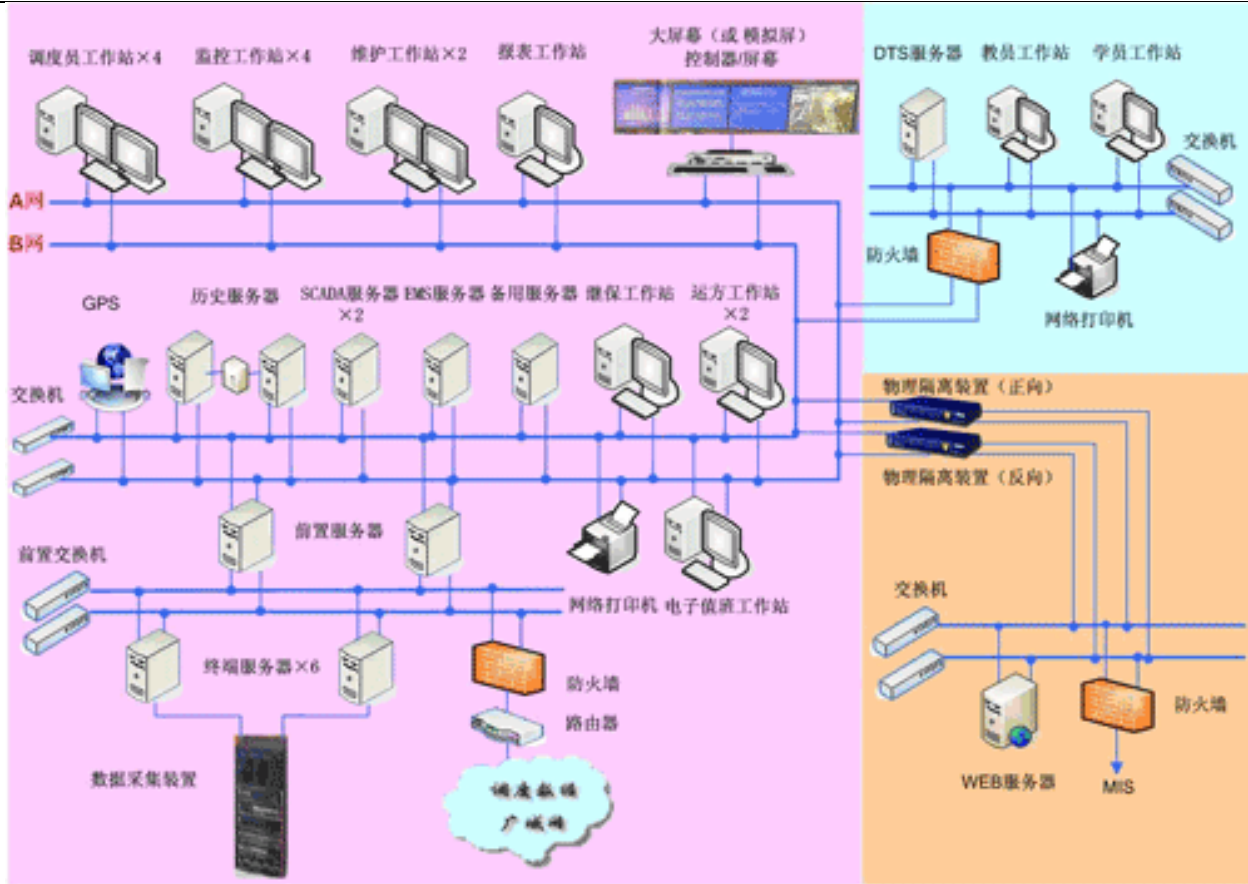 调度员工作站×4
监控工作站×4
维护工作站×2
报表工作站
大屏幕（或 模拟屏）
控制器/屏幕
DTS服务器
教员工作站
学员工作站
交换机
A网
B网
防火墙
网络打印机
GPS
历史服务器
SCADA服务器
×2
EMS服务器
备用服务器
继保工作站
运方工作站
×2
交换机
物理隔离装置（正向）
物理隔离装置（反向）
前置服务器
前置交换机
网络打印机
电子值班工作站
交换机
终端服务器×6
防火墙
路由器
防火墙
数据采集装置
调度数据
广域网
WEB服务器
MIS